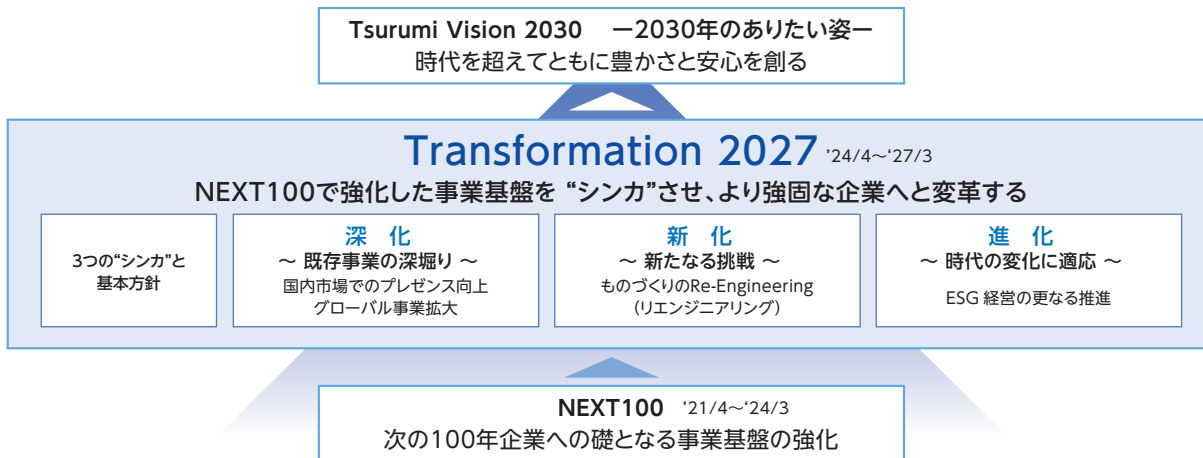 Tsurumi Vision 2030 ー2030年のありたい姿ー
時代を超えてともに豊かさと安心を創る
Transformation 2027 '24/4～‘27/3
NEXT100で強化した事業基盤を “シンカ”させ、より強固な企業へと変革する
3つの“シンカ”と
基本方針
深 化
～ 既存事業の深堀り ～
国内市場でのプレゼンス向上
グローバル事業拡大
新 化
～ 新たなる挑戦 ～
ものづくりのRe-Engineering
(リエンジニアリング)
進 化
～ 時代の変化に適応 ～
ESG 経営の更なる推進
NEXT100 '21/4～‘24/3
次の100年企業への礎となる事業基盤の強化